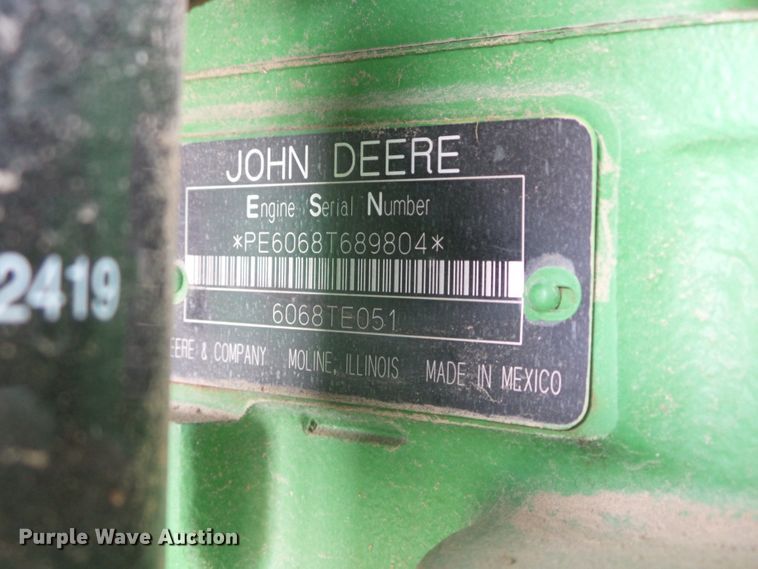 JOHN DEERE
Engine Serial Number
*PE6068T689804*
6068TE051
EERE & COMPANY MOLINE, ILLINOIS MADE IN MEXICO
2419
Purple Wave Auction